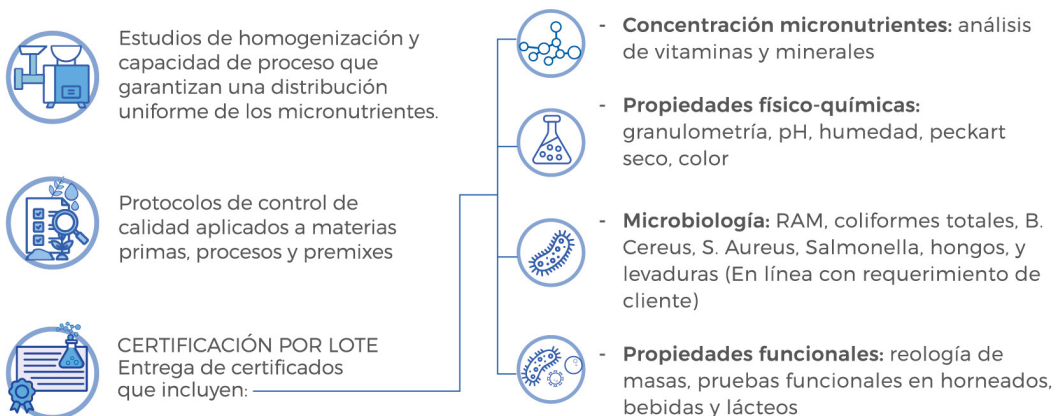 Estudios de homogenización y
capacidad de proceso que
garantizan una distribución
uniforme de los micronutrientes.
Protocolos de control de
calidad aplicados a materias
primas, procesos y premixes
CERTIFICACIÓN POR LOTE
Entrega de certificados
que incluyen:
- Concentración micronutrientes: análisis
de vitaminas y minerales
- Propiedades físico-químicas:
granulometría, pH, humedad, peckart
seco, color
- Microbiología: RAM, coliformes totales, B.
Cereus, S. Aureus, Salmonella, hongos, y
levaduras (En línea con requerimiento de
cliente)
- Propiedades funcionales: reología de
masas, pruebas funcionales en horneados,
bebidas y lácteos